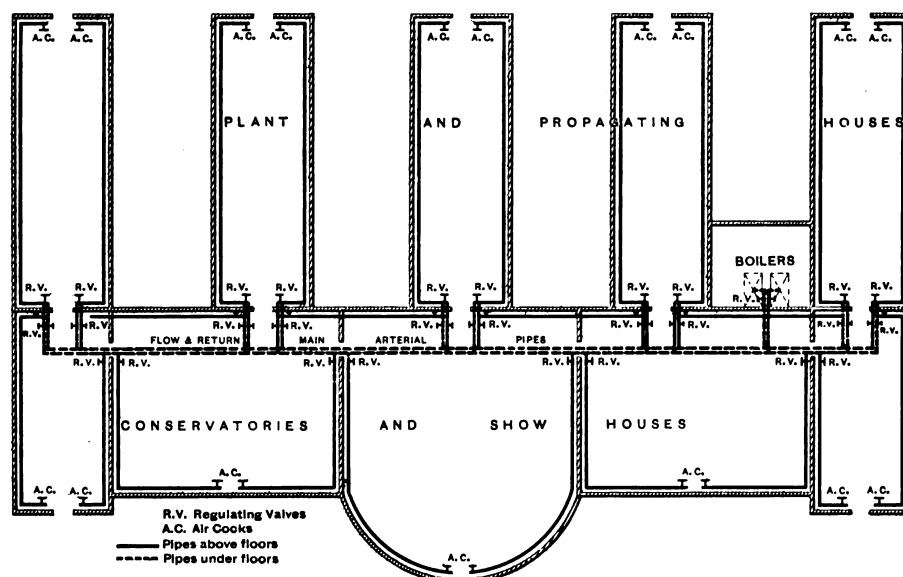 A.C. A.C. A.C. A.C. A.C. A.C. A.C. A.C. A.C. A.C.
PLANT AND PROPAGATING HOUSES
BOILERS
R.V. R.V. R.V. R.V. R.V. R.V. R.V. R.V. R.V. R.V.
R.V.
R.V. R.V. R.V. R.V. R.V. R.V. R.V. R.V. R.V. R.V.
FLOW & RETURN MAIN ARTERIAL PIPES
R.V. R.V. R.V. R.V. R.V. R.V. R.V. R.V.
CONSERVATORIES AND SHOW HOUSES
A.C. A.C.
A.C. A.C. A.C. A.C.
R.V. Regulating Valves
A.C. Air Cocks
Pipes above floors
Pipes under floors
A.C.